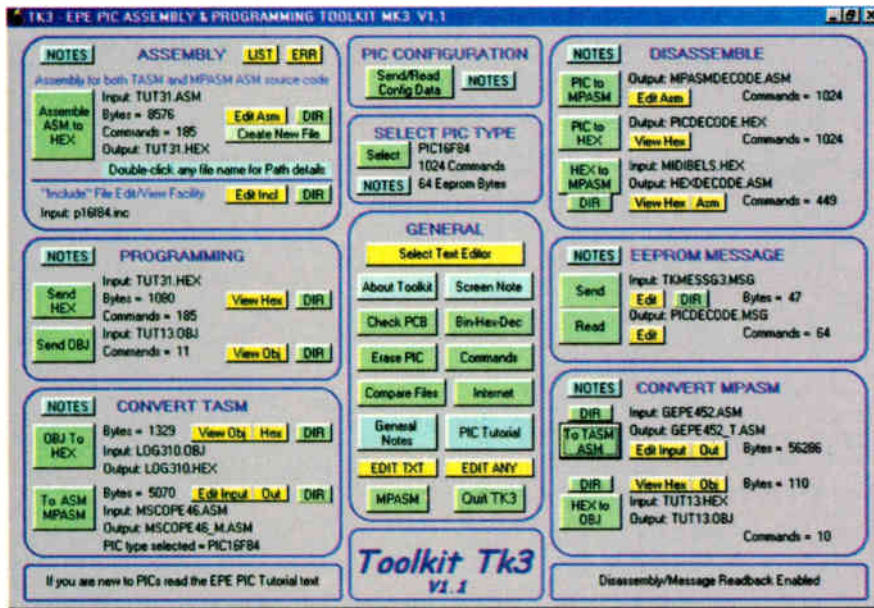 TK3 - EPE PIC ASSEMBLY & PROGRAMMING TOOLKIT MK3 V1.1
NOTES ASSEMBLY LIST ERR
Assembly for both TASM and MPASM ASM source code
Assemble ASM to HEX
Input: TUT31.ASM
Bytes = 8576 Edit Asm DIR
Commands = 185 Create New File
Output: TUT31.HEX
Double-click any file name for Path details
"Include" File Edit/View Facility Edit Incl DIR
Input: p16f84.inc
NOTES PROGRAMMING
Send HEX
Input: TUT31.HEX
Bytes = 1080 View Hex DIR
Commands = 185
Send OBJ
Input: TUT13.OBJ
Commands = 11 View Obj DIR
NOTES CONVERT TASM
OBJ To HEX
Bytes = 1329 View Obj Hex DIR
Input: LOG310.OBJ
Output: LOG310.HEX
To ASM MPASM
Bytes = 5070 Edit Input Out DIR
Input: MSCOPE46.ASM
Output: MSCOPE46_M.ASM
PIC type selected = PIC16F84
If you are new to PICs read the EPE PIC Tutorial text
PIC CONFIGURATION
Send/Read Config Data NOTES
SELECT PIC TYPE
Select PIC16F84
1024 Commands
NOTES 64 Eeprom Bytes
GENERAL
Select Text Editor
About Toolkit Screen Note
Check PCB Bin-Hex-Dec
Erase PIC Commands
Compare Files Internet
General Notes PIC Tutorial
EDIT TXT EDIT ANY
MPASM Quit TK3
Toolkit Tk3
V1.1
NOTES DISASSEMBLE
PIC to MPASM
Output: MPASMDECODE.ASM
Edit Asm Commands = 1024
PIC to HEX
Output: PICDECODE.HEX
View Hex Commands = 1024
HEX to MPASM
Input: MIDIBELS.HEX
Output: HEXDECODE.ASM
DIR View Hex Asm Commands = 449
NOTES EEPROM MESSAGE
Send
Input: TKMESSG3.MSG
Edit DIR Bytes = 47
Read
Output: PICDECODE.MSG
Edit Commands = 64
NOTES CONVERT MPASM
DIR Input: GEPE452.ASM
To TASM ASM
Output: GEPE452_T.ASM
Edit Input Out Bytes = 56286
DIR View Hex Obj Bytes = 110
HEX to OBJ
Input: TUT13.HEX
Output: TUT13.OBJ
Commands = 10
Disassembly/Message Readback Enabled